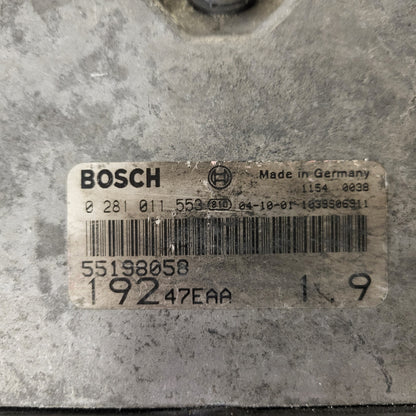 BOSCH Made in Germany
1154 0038
0 281 011 553 810 04-10-01 1039S06911
55198058
192 47EAA 1.9